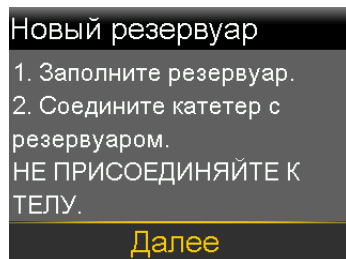 Новый резервуар
1. Заполните резервуар.
2. Соедините катетер с
резервуаром.
НЕ ПРИСОЕДИНЯЙТЕ К
ТЕЛУ.
Далее